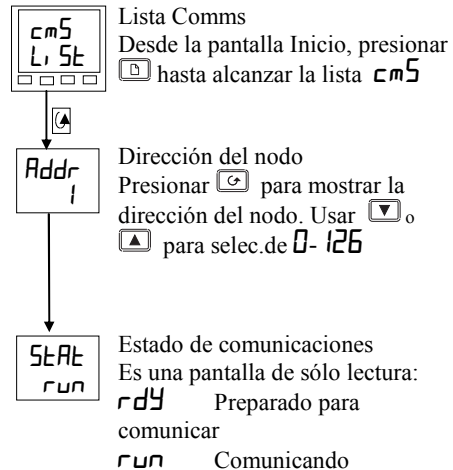 cmS
Li St
Lista Comms
Desde la pantalla Inicio, presionar
hasta alcanzar la lista cmS
Addr
1
Dirección del nodo
Presionar para mostrar la
dirección del nodo. Usar o
para selec.de 0- 126
StAt
run
Estado de comunicaciones
Es una pantalla de sólo lectura:
rdy Preparado para
comunicar
run Comunicando